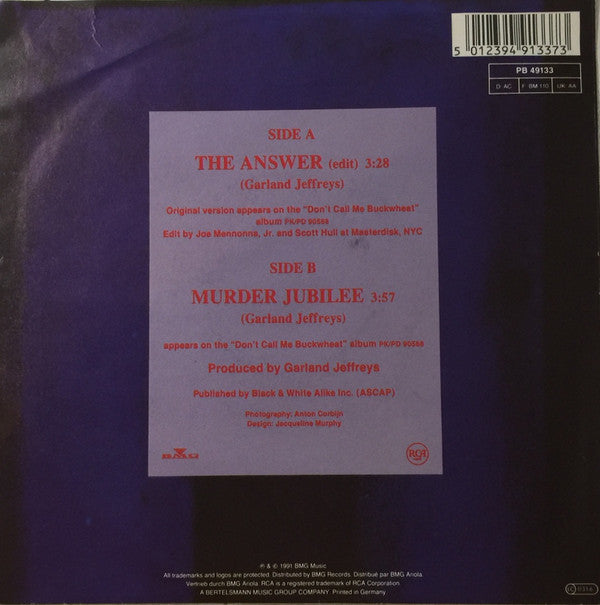 5 012394 913373
PB 49133
D: AC F: BM 110 UK: AA
SIDE A
THE ANSWER (edit) 3:28
(Garland Jeffreys)
Original version appears on the "Don't Call Me Buckwheat"
album PK/PD 90588
Edit by Joe Mennonna, Jr. and Scott Hull at Masterdisk, NYC
SIDE B
MURDER JUBILEE 3:57
(Garland Jeffreys)
appears on the "Don't Call Me Buckwheat" album PK/PD 90588
Produced by Garland Jeffreys
Published by Black & White Alike Inc. (ASCAP)
Photography: Anton Corbijn
Design: Jacqueline Murphy
BMG
RCA
℗ & © 1991 BMG Music
All trademarks and logos are protected. Distributed by BMG Records. Distribué par BMG Ariola.
Vertrieb durch BMG Ariola. RCA is a registered trademark of RCA Corporation.
A BERTELSMANN MUSIC GROUP COMPANY. Printed in Germany.